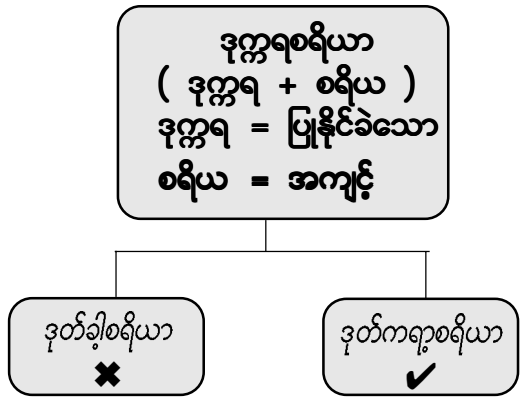 ဒုက္ကရစရိယာ
( ဒုက္ကရ + စရိယ )
ဒုက္ကရ = ပြုနိုင်ခဲသော
စရိယ = အကျင့်
ဒုတ်ခါ့စရိယာ
ဒုတ်ကရာ့စရိယာ